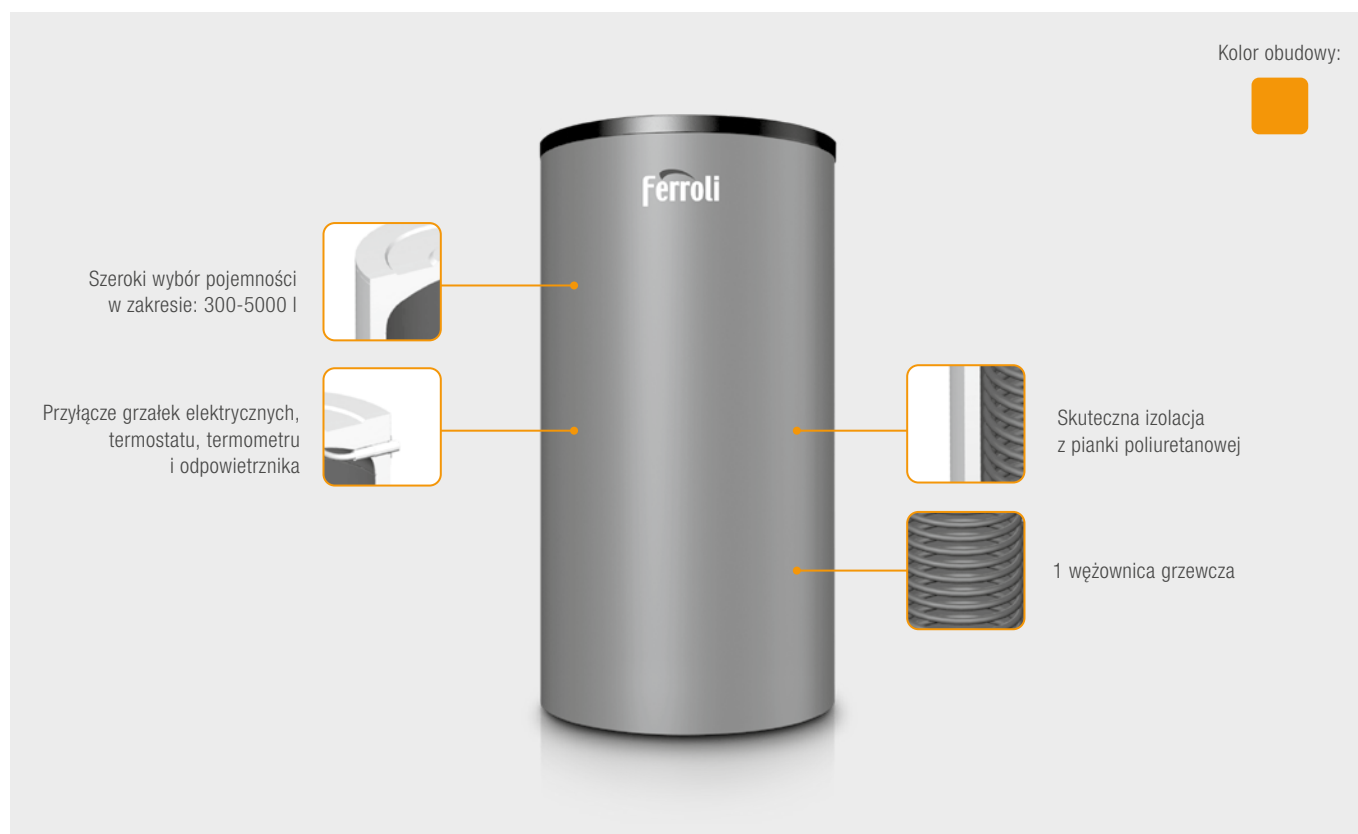 Kolor obudowy:
Ferroli
Szeroki wybór pojemności
w zakresie: 300-5000 l
Przyłącze grzałek elektrycznych,
termostatu, termometru
i odpowietrznika
Skuteczna izolacja
z pianki poliuretanowej
1 wężownica grzewcza